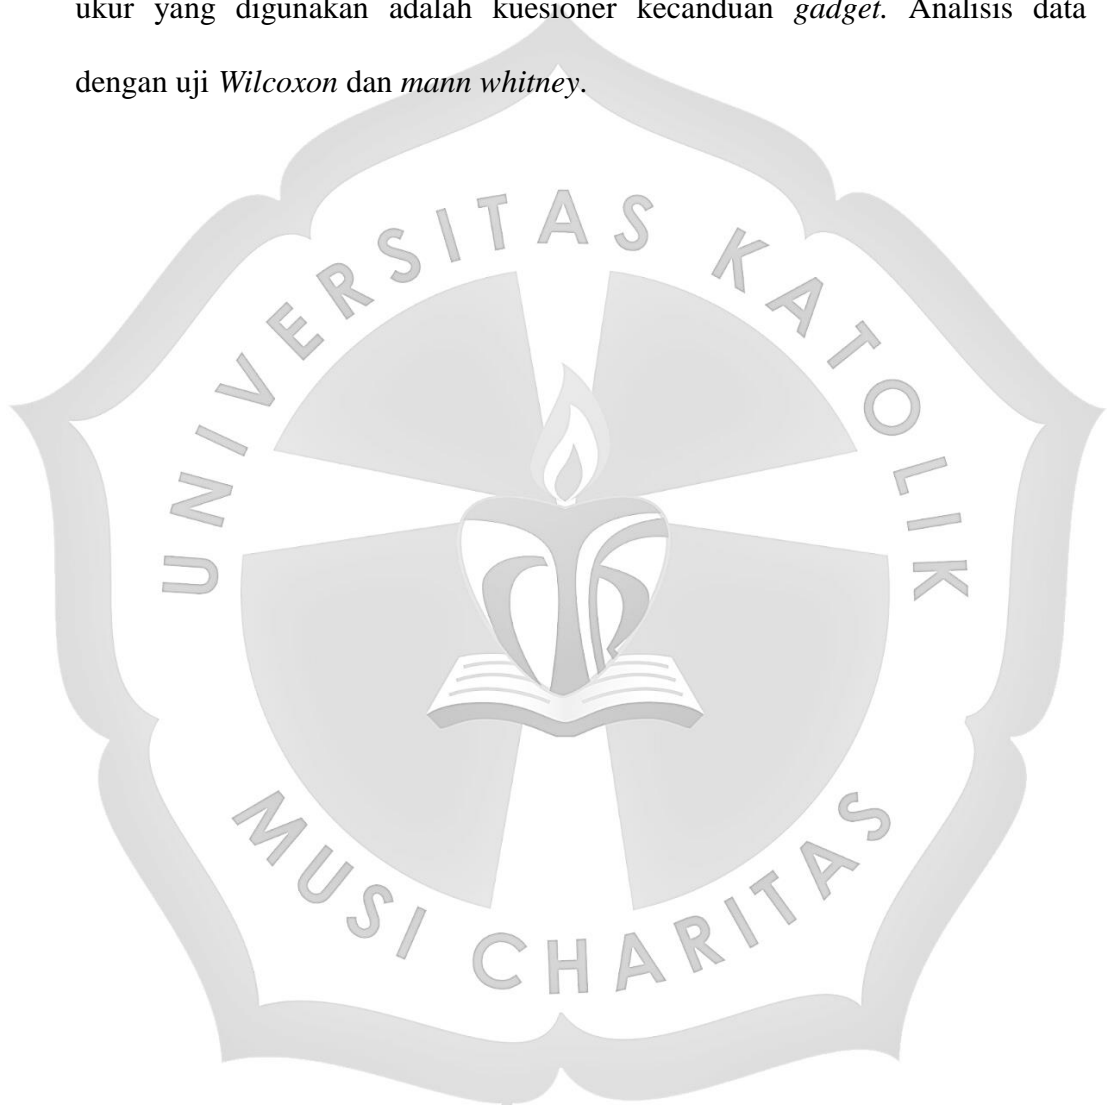 ukur yang digunakan adalah kuesioner kecanduan gadget. Analisis data
dengan uji Wilcoxon dan mann whitney.
UNIVERSITAS KATOLIK
MUSI CHARITAS